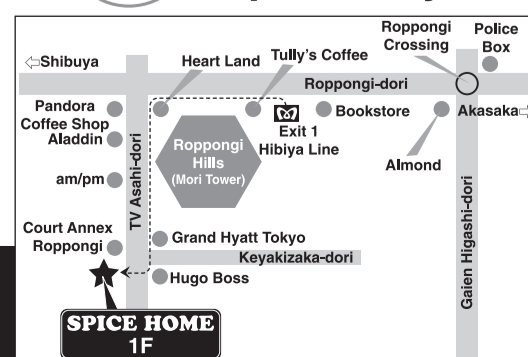 Roppongi
Crossing
Police
Box
⇦Shibuya
Heart Land
Tully's Coffee
Roppongi-dori
Pandora
Coffee Shop
Aladdin
Bookstore
Akasaka⇨
Exit 1
Hibiya Line
Almond
Roppongi
Hills
(Mori Tower)
am/pm
TV Asahi-dori
Gaien Higashi-dori
Court Annex
Roppongi
Grand Hyatt Tokyo
Keyakizaka-dori
Hugo Boss
SPICE HOME
1F